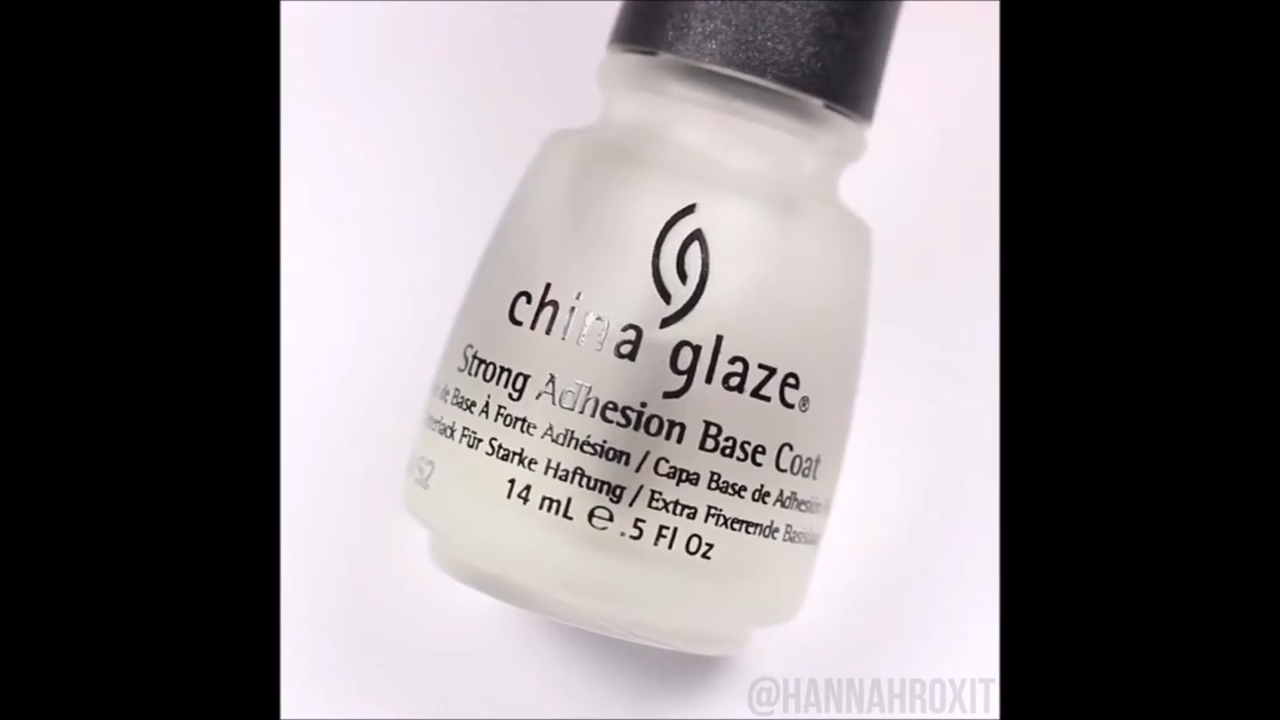 china glaze®
Strong Adhesion Base Coat
de Base À Forte Adhésion / Capa Base de Adhesión
Für Starke Haftung / Extra Fixerende
14 mL ℮ .5 Fl Oz
@HANNAHROXIT